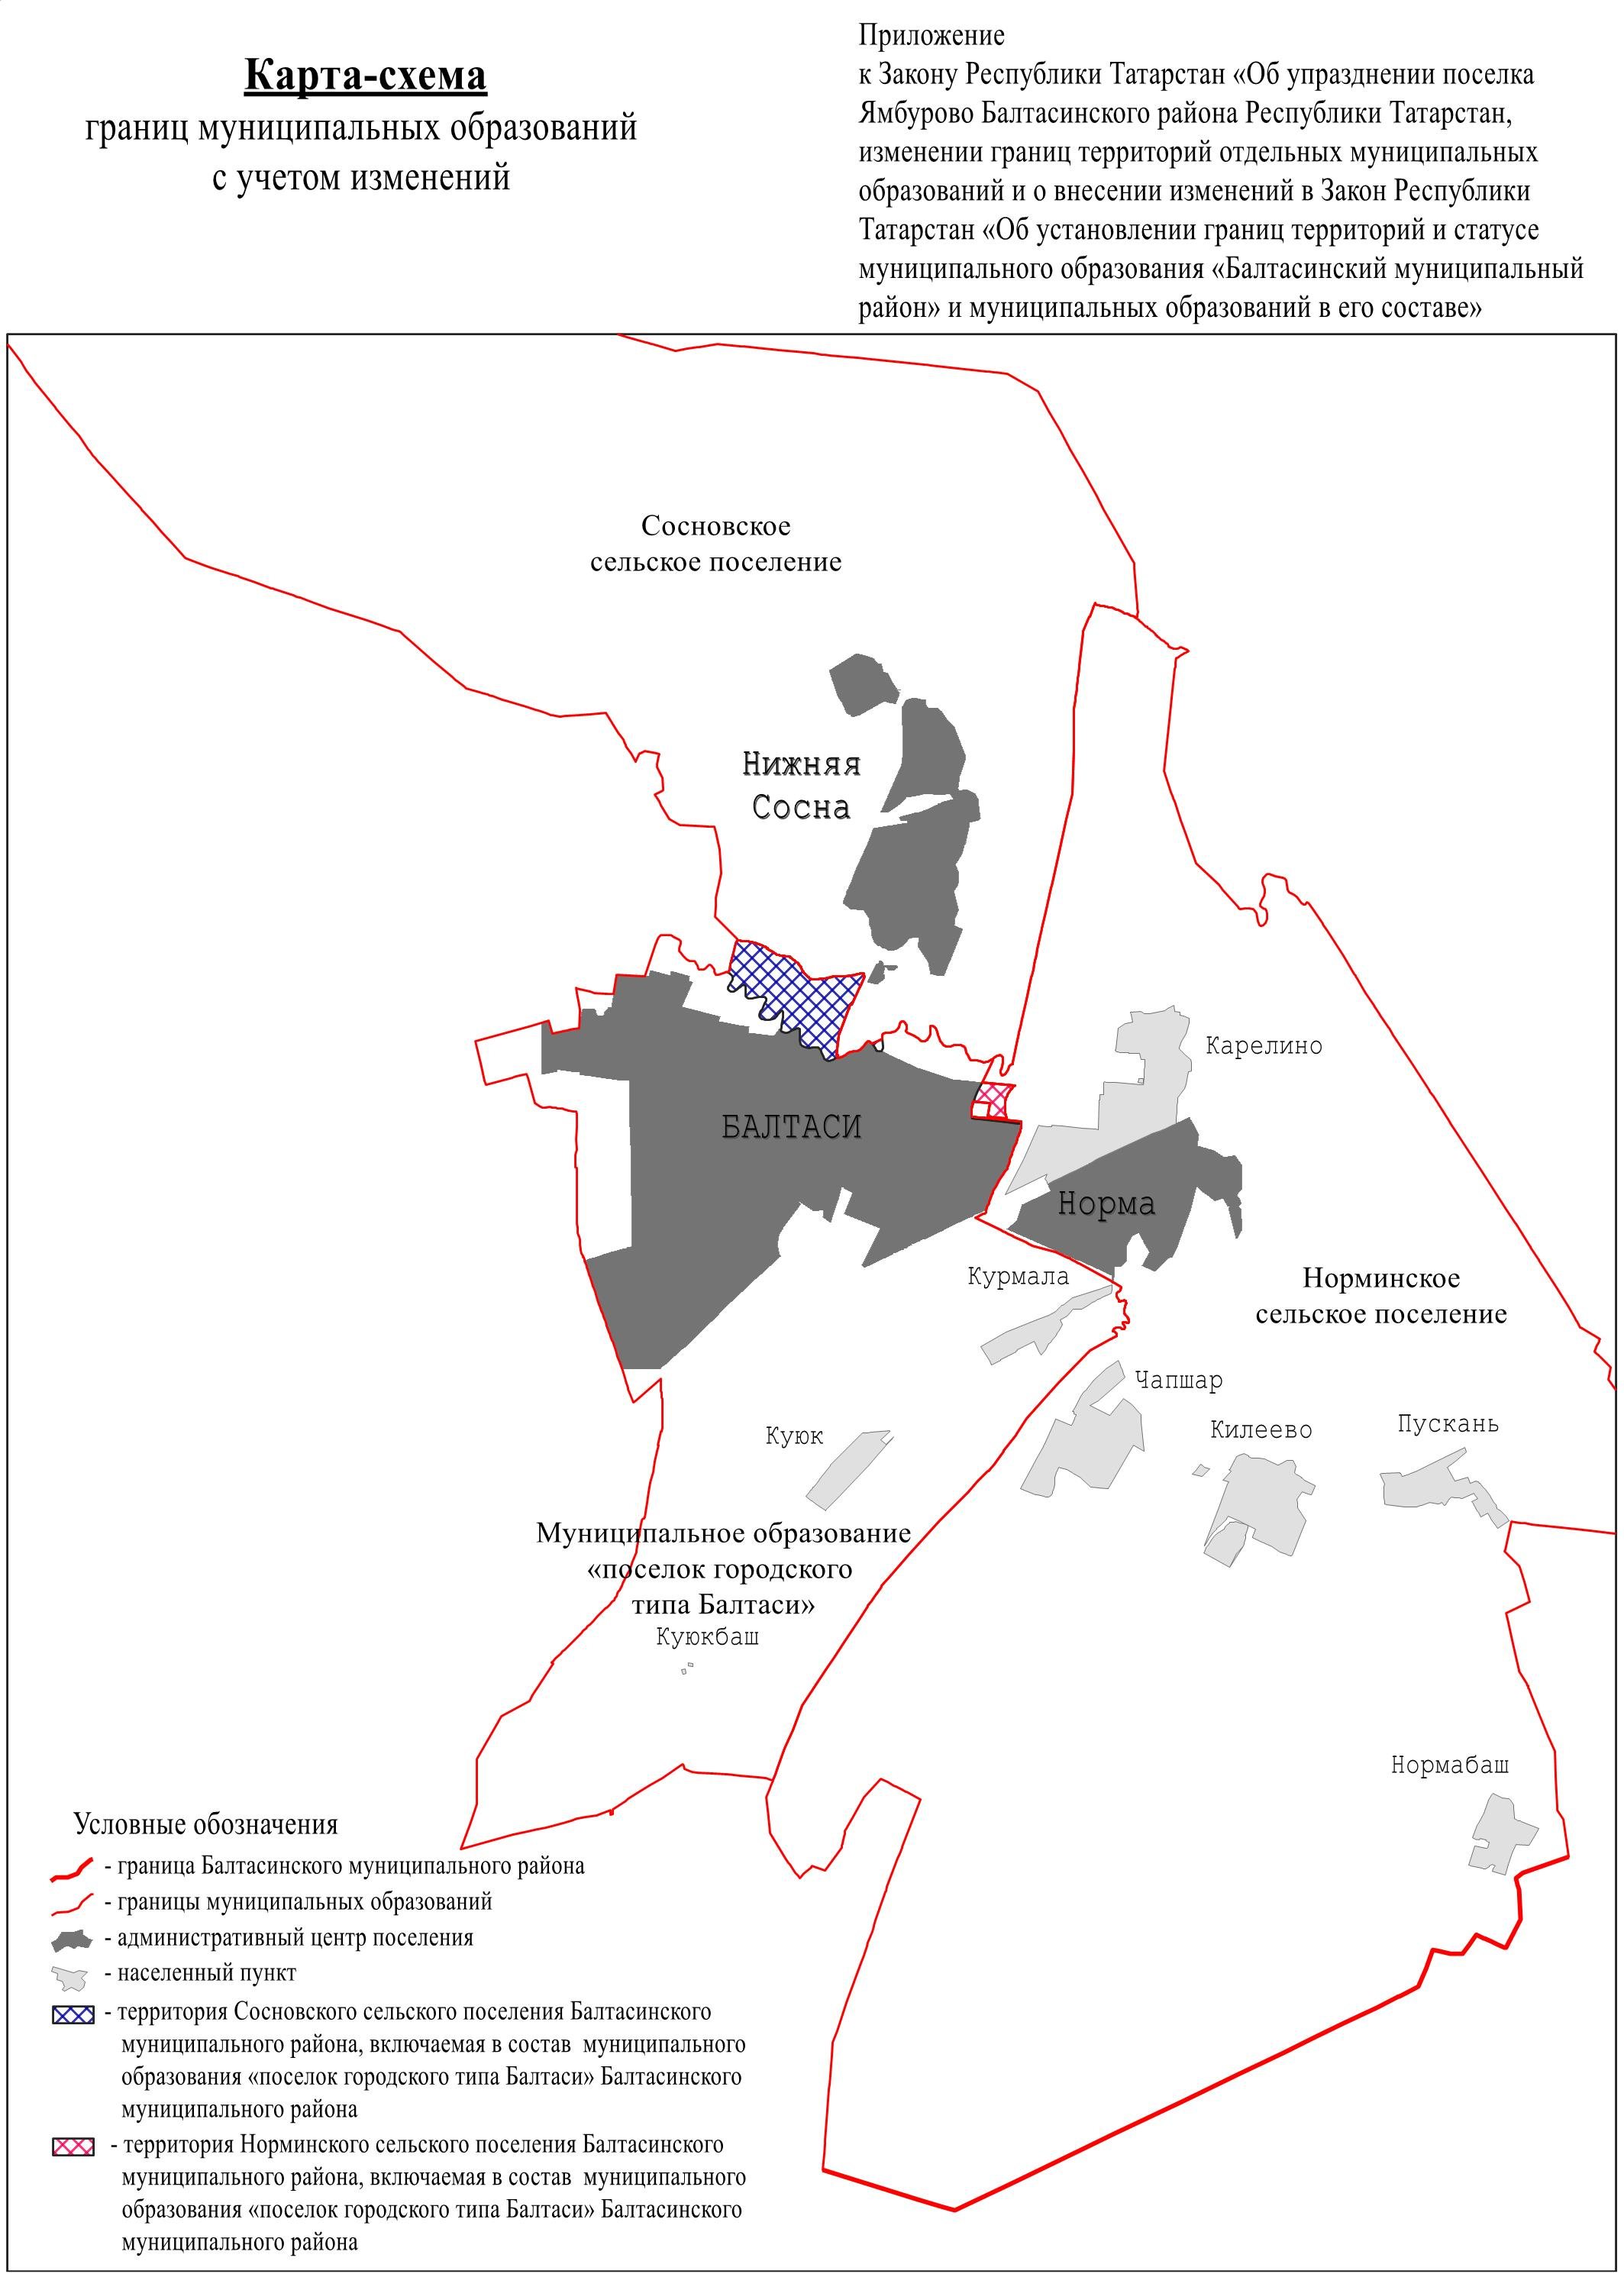 Карта-схема
границ муниципальных образований
с учетом изменений
Приложение
к Закону Республики Татарстан «Об упразднении поселка
Ямбурово Балтасинского района Республики Татарстан,
изменении границ территорий отдельных муниципальных
образований и о внесении изменений в Закон Республики
Татарстан «Об установлении границ территорий и статусе
муниципального образования «Балтасинский муниципальный
район» и муниципальных образований в его составе»
Сосновское
сельское поселение
Нижняя
Сосна
Карелино
БАЛТАСИ
Норма
Курмала
Норминское
сельское поселение
Чапшар
Куюк
Килеево
Пускань
Муниципальное образование
«поселок городского
типа Балтаси»
Куюкбаш
Нормабаш
Условные обозначения
- граница Балтасинского муниципального района
- границы муниципальных образований
- административный центр поселения
- населенный пункт
- территория Сосновского сельского поселения Балтасинского
муниципального района, включаемая в состав муниципального
образования «поселок городского типа Балтаси» Балтасинского
муниципального района
- территория Норминского сельского поселения Балтасинского
муниципального района, включаемая в состав муниципального
образования «поселок городского типа Балтаси» Балтасинского
муниципального района